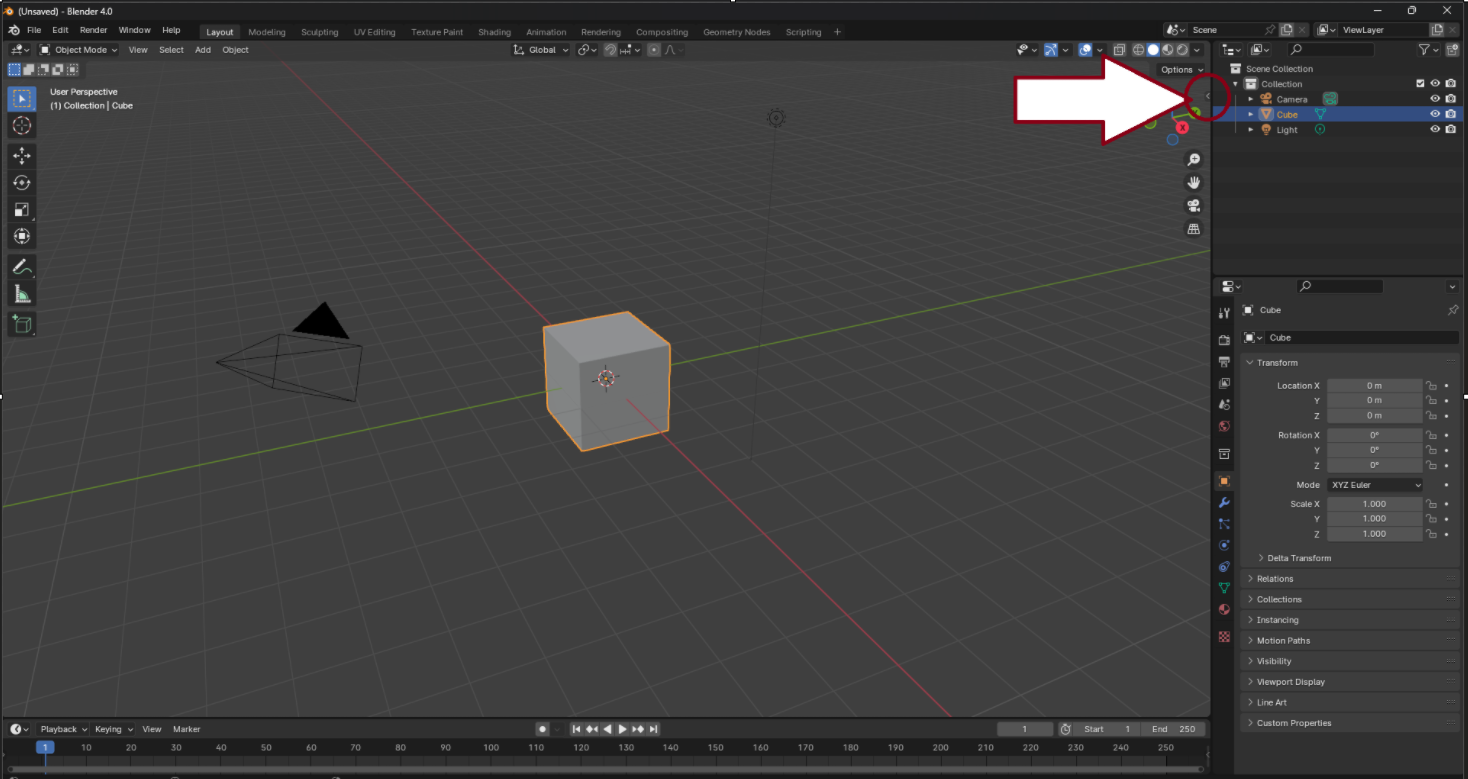 (Unsaved) - Blender 4.0
File Edit Render Window Help Layout Modeling Sculpting UV Editing Texture Paint Shading Animation Rendering Compositing Geometry Nodes Scripting + Scene ViewLayer
Object Mode View Select Add Object Global
Options
User Perspective
(1) Collection | Cube
X
Scene Collection
Collection
Camera
Cube
Light
Cube
Cube
Transform
Location X 0 m
Y 0 m
Z 0 m
Rotation X 0°
Y 0°
Z 0°
Mode XYZ Euler
Scale X 1.000
Y 1.000
Z 1.000
Delta Transform
Relations
Collections
Instancing
Motion Paths
Visibility
Viewport Display
Line Art
Custom Properties
Playback Keying View Marker 1 Start 1 End 250
1 10 20 30 40 50 60 70 80 90 100 110 120 130 140 150 160 170 180 190 200 210 220 230 240 250